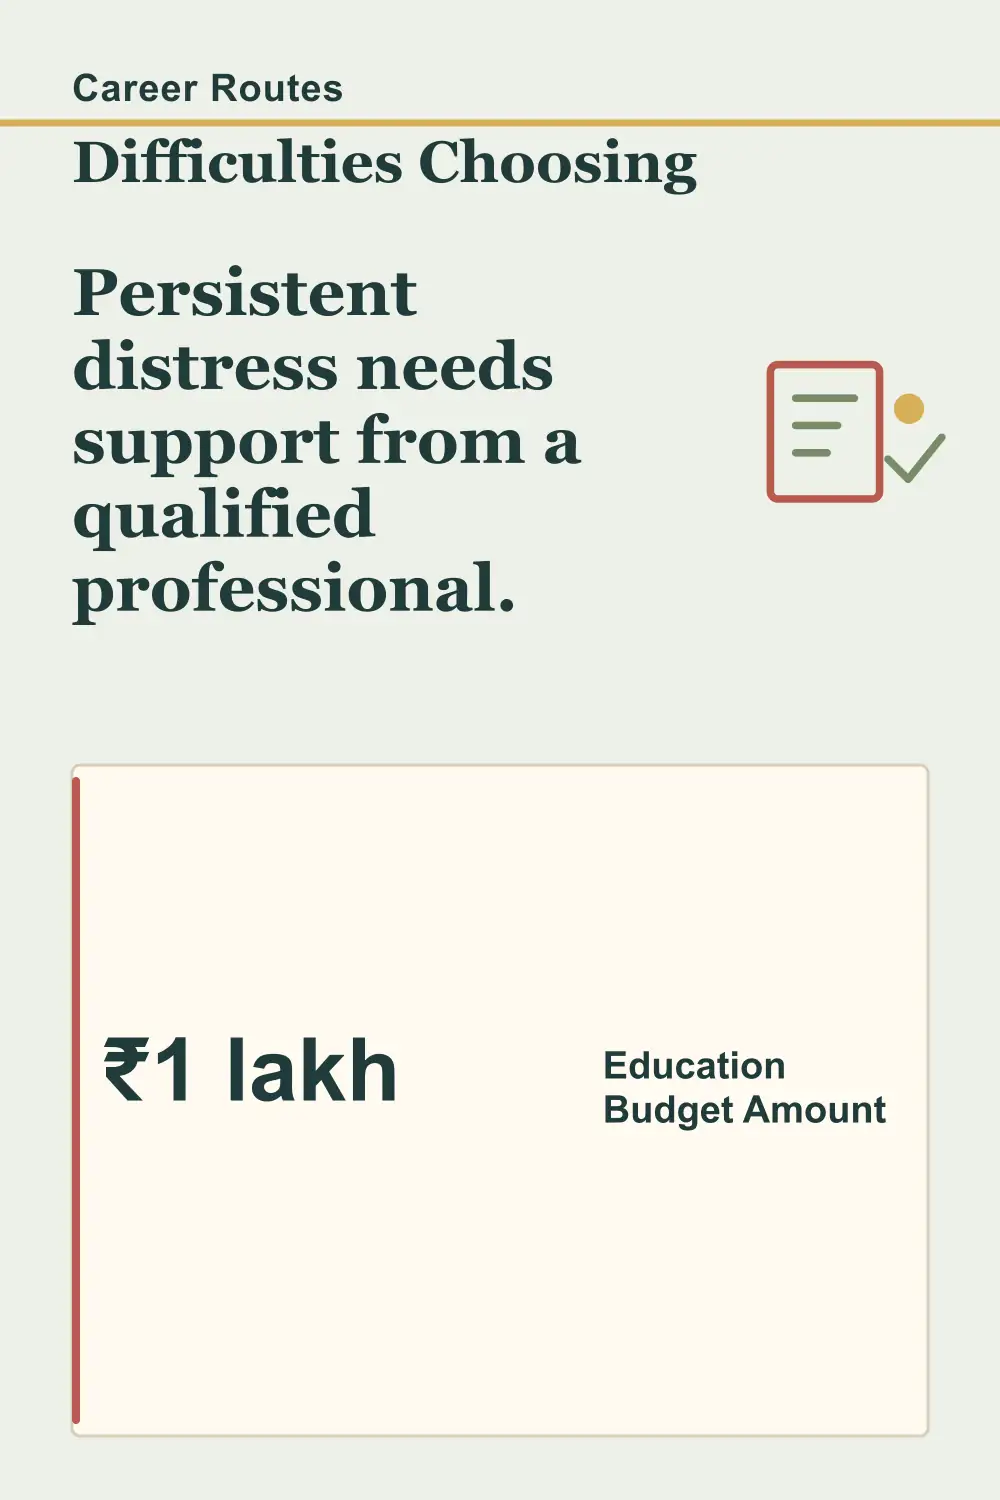 Career Routes
Difficulties Choosing
Persistent
distress needs
support from a
qualified
professional.
₹1 lakh
Education
Budget Amount